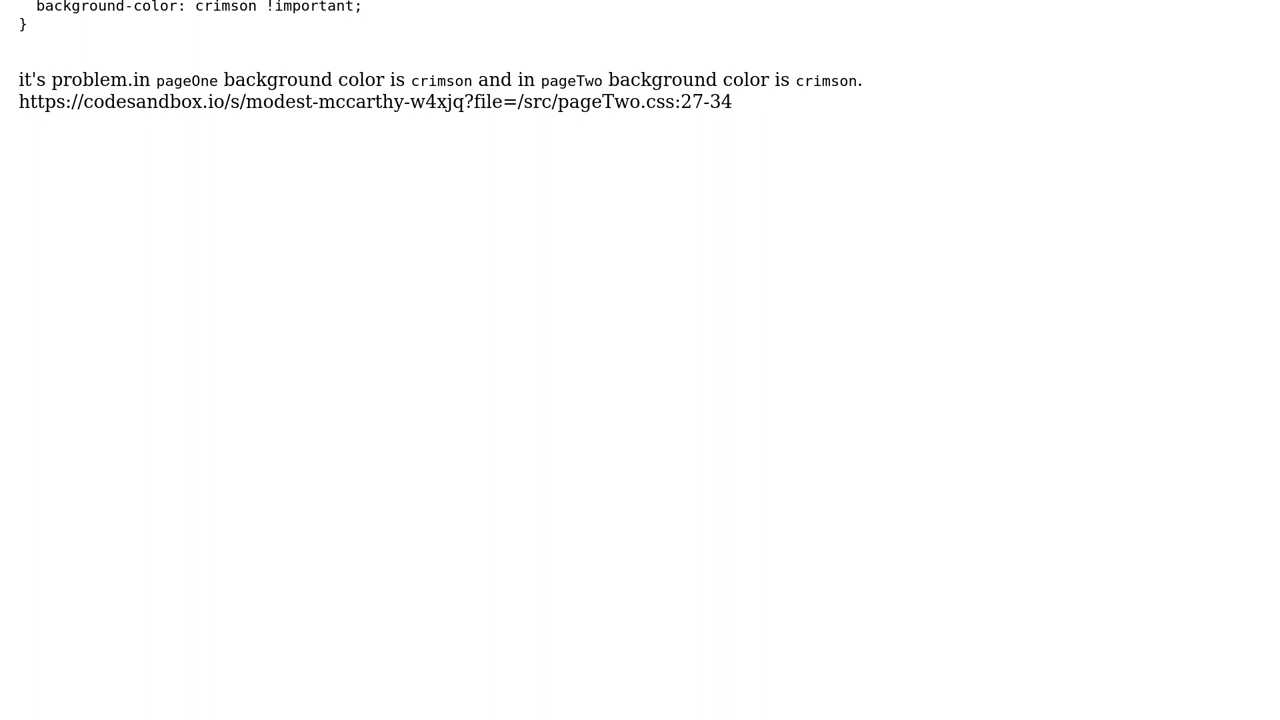 background-color: crimson !important;
}
it's problem.in pageOne background color is crimson and in pageTwo background color is crimson.
https://codesandbox.io/s/modest-mccarthy-w4xjq?file=/src/pageTwo.css:27-34